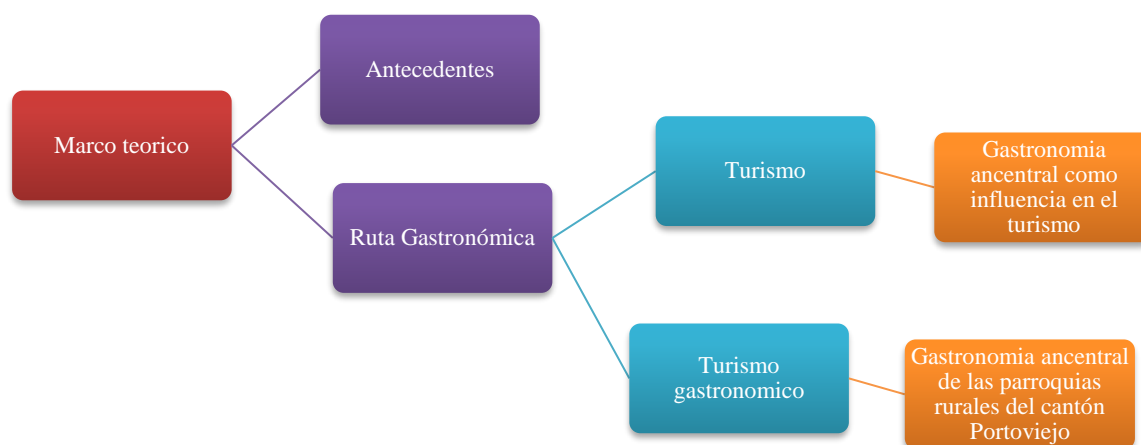 Antecedentes
Marco teorico
Ruta Gastronómica
Turismo
Gastronomia
ancentral como
influencia en el
turismo
Turismo
gastronomico
Gastronomia ancentral
de las parroquias
rurales del cantón
Portoviejo